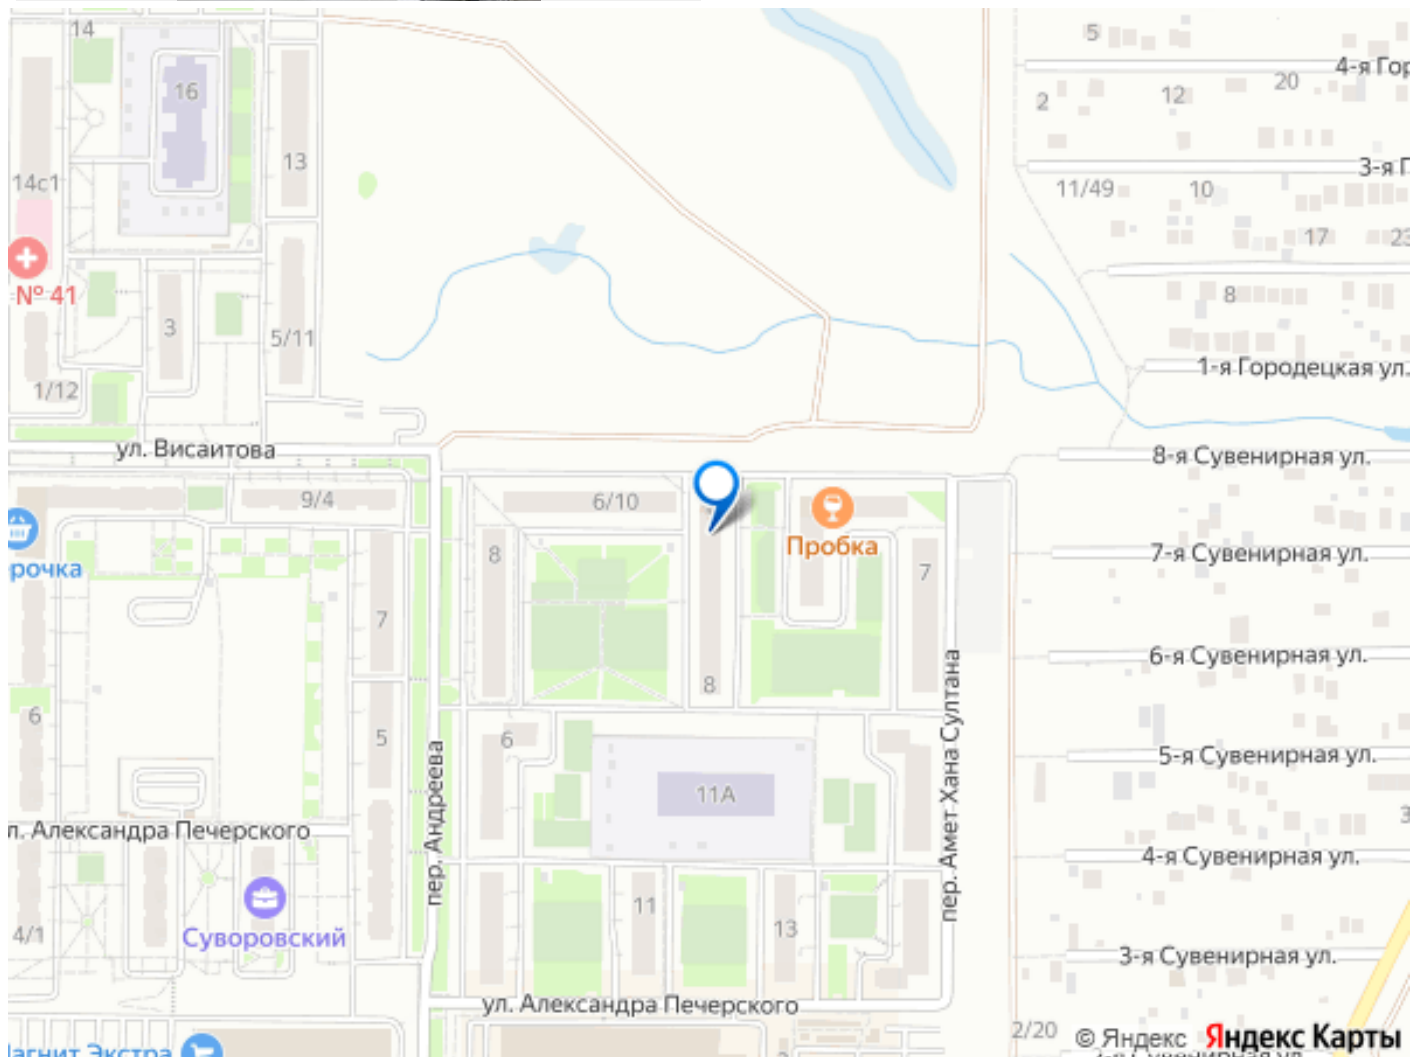 14
5
4-я Гор
16
20
12
2
13
3-я Г
14с1
11/49
10
17
23
№ 41
8
3
5/11
1-я Городецкая ул.
1/12
ул. Висаитова
8-я Сувенирная ул.
9/4
6/10
Пробка
7-я Сувенирная ул.
рочка
8
7
7
6-я Сувенирная ул.
8
6
5
6
5-я Сувенирная ул.
11А
пер. Андреева
пер. Амет Хана Султана
л. Александра Печерского
4-я Сувенирная ул.
11
13
4/1
Суворовский
3-я Сувенирная ул.
ул. Александра Печерского
2/20
© Яндекс Яндекс Карты
агнит Экстра